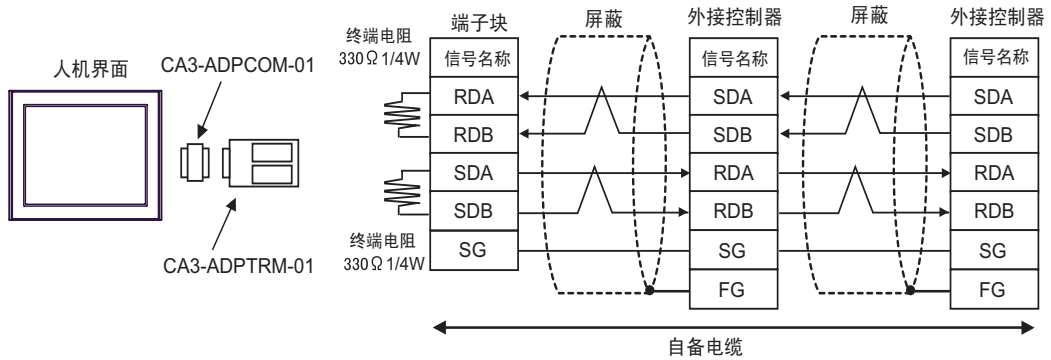 端子块
屏蔽
外接控制器
屏蔽
外接控制器
终端电阻
330Ω 1/4W
信号名称
信号名称
信号名称
人机界面
CA3-ADPCOM-01
RDA
SDA
SDA
RDB
SDB
SDB
SDA
RDA
RDA
SDB
RDB
RDB
终端电阻
330Ω 1/4W
SG
SG
SG
CA3-ADPTRM-01
FG
FG
自备电缆